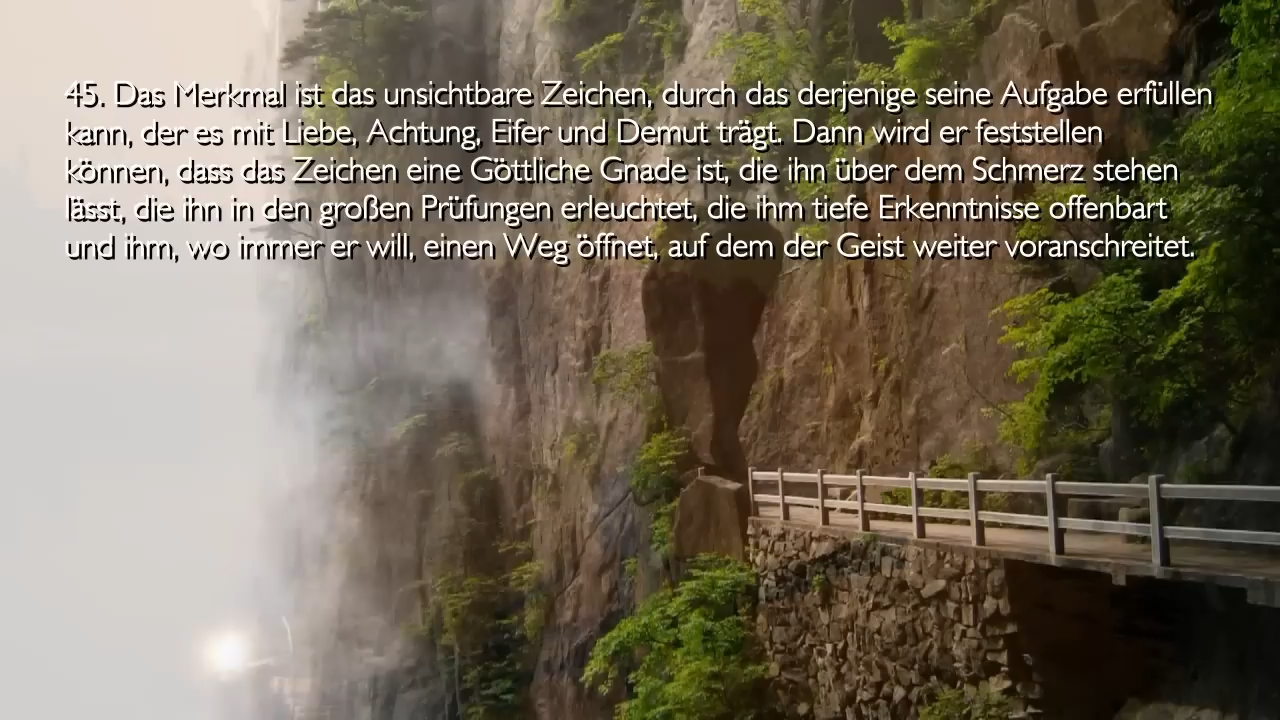 45. Das Merkmal ist das unsichtbare Zeichen, durch das derjenige seine Aufgabe erfüllen
kann, der es mit Liebe, Achtung, Eifer und Demut trägt. Dann wird er feststellen
können, dass das Zeichen eine Göttliche Gnade ist, die ihn über dem Schmerz stehen
lässt, die ihn in den großen Prüfungen erleuchtet, die ihm tiefe Erkenntnisse offenbart
und ihm, wo immer er will, einen Weg öffnet, auf dem der Geist weiter voranschreitet.